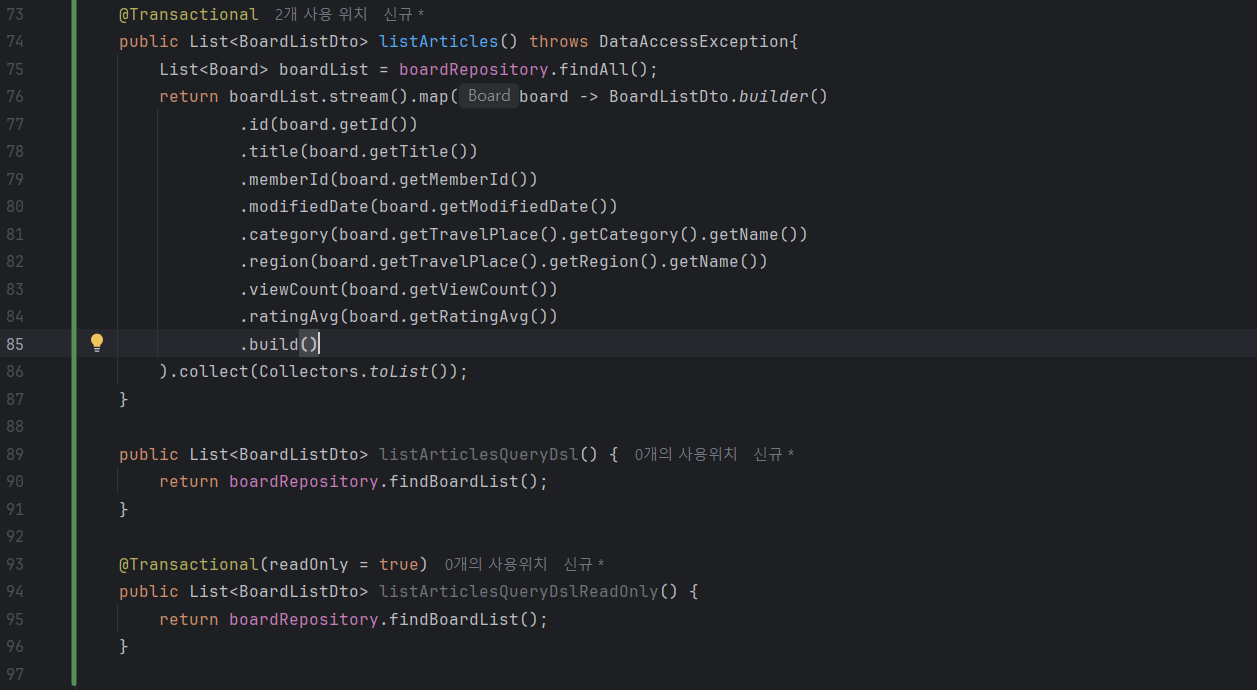 73 @Transactional 2개 사용 위치 신규 *
74 public List<BoardListDto> listArticles() throws DataAccessException{
75 List<Board> boardList = boardRepository.findAll();
76 return boardList.stream().map( Board board -> BoardListDto.builder()
77 .id(board.getId())
78 .title(board.getTitle())
79 .memberId(board.getMemberId())
80 .modifiedDate(board.getModifiedDate())
81 .category(board.getTravelPlace().getCategory().getName())
82 .region(board.getTravelPlace().getRegion().getName())
83 .viewCount(board.getViewCount())
84 .ratingAvg(board.getRatingAvg())
85 .build()
86 ).collect(Collectors.toList());
87 }
88
89 public List<BoardListDto> listArticlesQueryDsl() { 0개의 사용위치 신규 *
90 return boardRepository.findBoardList();
91 }
92
93 @Transactional(readOnly = true) 0개의 사용위치 신규 *
94 public List<BoardListDto> listArticlesQueryDslReadOnly() {
95 return boardRepository.findBoardList();
96 }
97